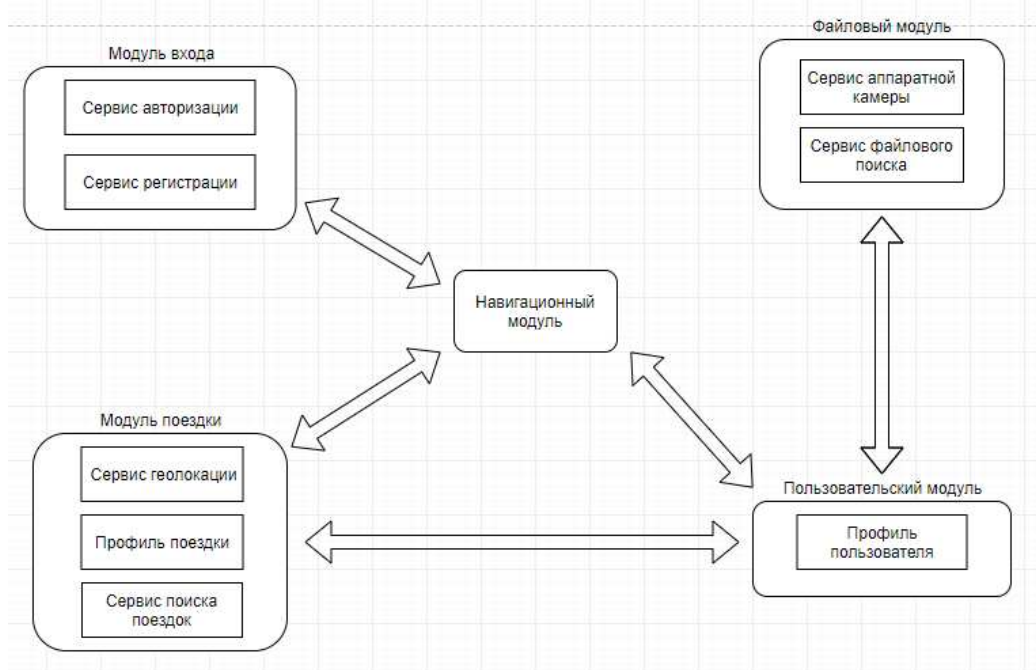 Модуль входа
Сервис авторизации
Сервис регистрации
Файловый модуль
Сервис аппаратной
камеры
Сервис файлового
поиска
Навигационный
модуль
Модуль поездки
Сервис геолокации
Профиль поездки
Сервис поиска
поездок
Пользовательский модуль
Профиль
пользователя